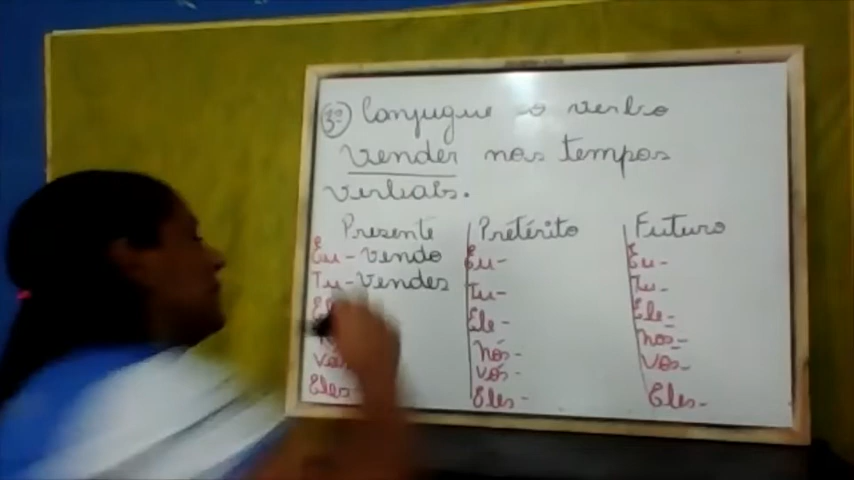 3º Conjugue o verbo
vender nos tempos
verbais.
Presente Pretérito Futuro
Eu - vendo Eu - Eu -
Tu - Vendes Tu - Tu -
Ele - Ele -
nós - nós -
vós - vós -
Eles Eles - Eles -